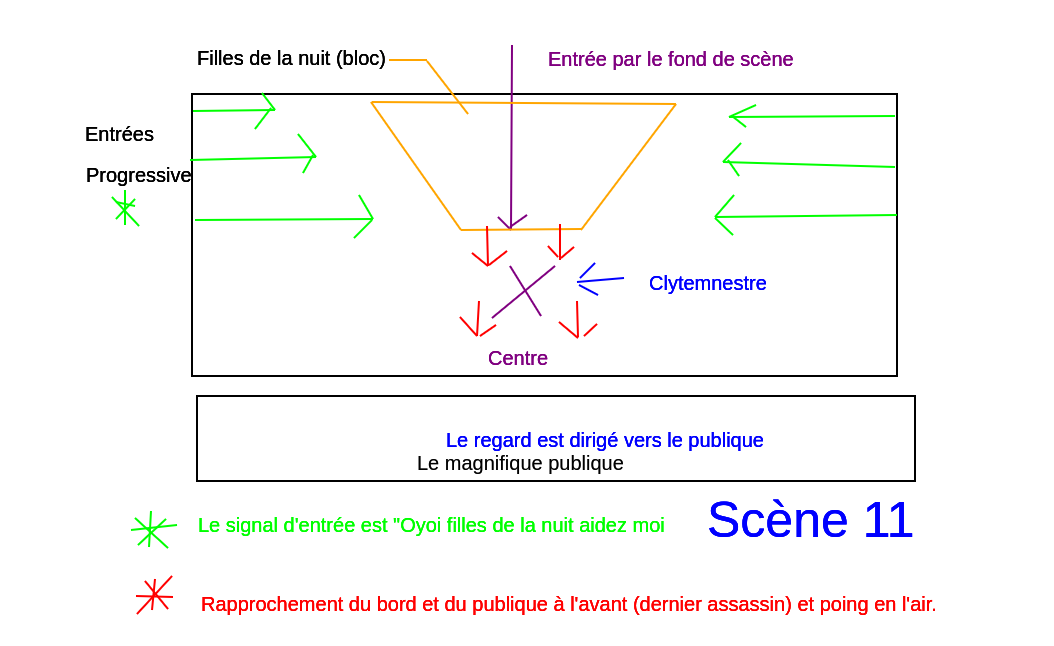 Filles de la nuit (bloc)
Entrée par le fond de scène
Entrées
Progressive
Clytemnestre
Centre
Le regard est dirigé vers le publique
Le magnifique publique
Le signal d'entrée est "Oyoi filles de la nuit aidez moi
Scène 11
Rapprochement du bord et du publique à l'avant (dernier assassin) et poing en l'air.